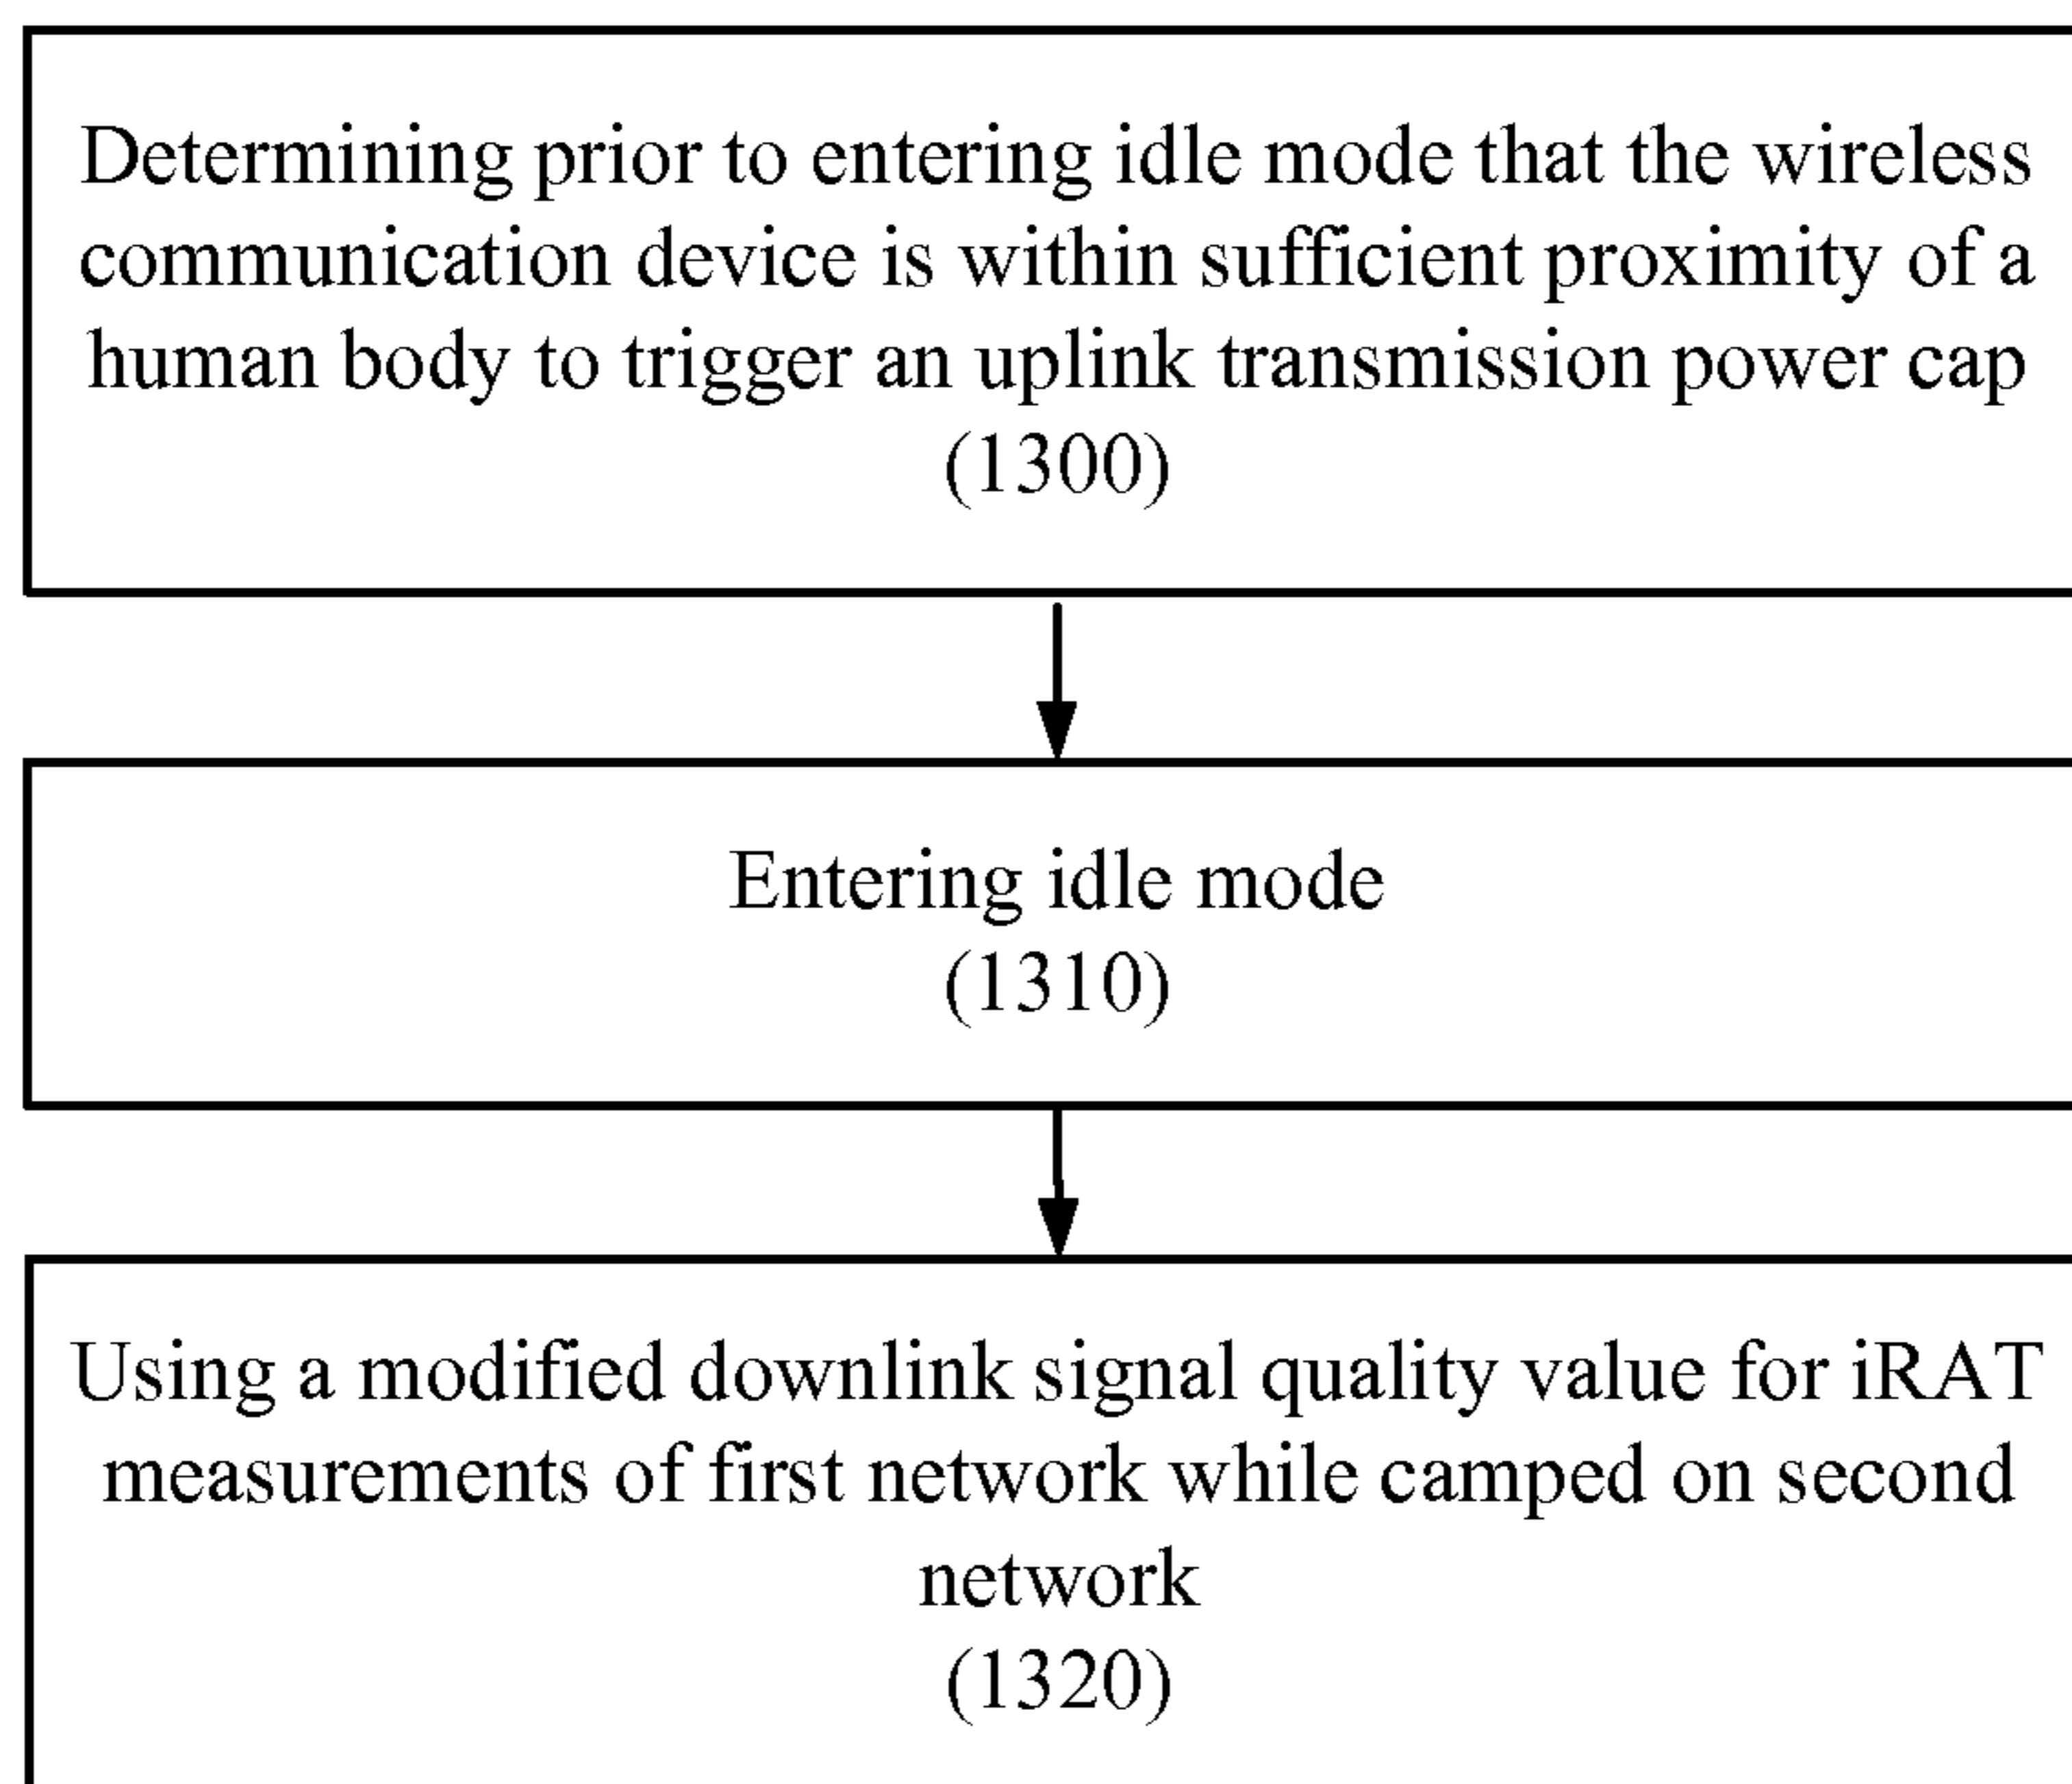 Determining prior to entering idle mode that the wireless
communication device is within sufficient proximity of a
human body to trigger an uplink transmission power cap
(1300)
Entering idle mode
(1310)
Using a modified downlink signal quality value for iRAT
measurements of first network while camped on second
network
(1320)